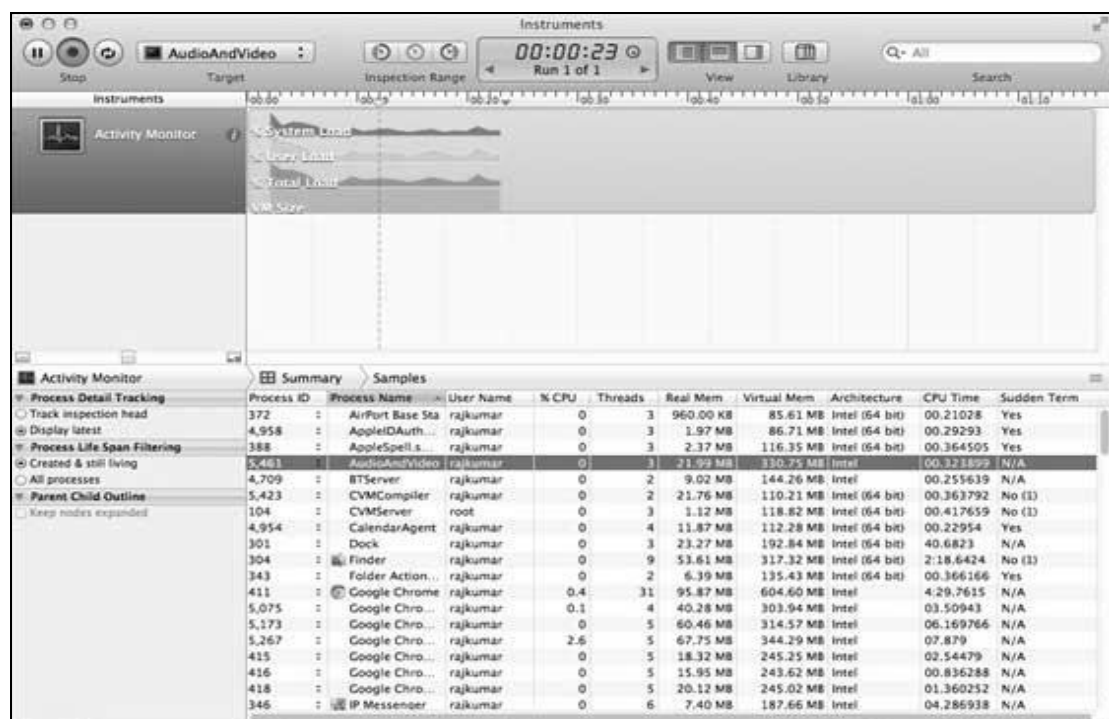 Instruments
AudioAndVideo
00:00:23
Run 1 of 1
Q- All
Stop Target Inspection Range View Library Search
Instruments
00:00 00:20 00:30 00:40 00:50 01:00 01:10
Activity Monitor
% System Load
% User Load
% Total Load
VM Size
Activity Monitor Summary Samples
Process Detail Tracking
Track inspection head
Display latest
Process Life Span Filtering
Created & still living
All processes
Parent Child Outline
Keep nodes expanded
Process ID Process Name User Name % CPU Threads Real Mem Virtual Mem Architecture CPU Time Sudden Term
372 AirPort Base Sta rajkumar 0 3 960.00 KB 85.61 MB Intel (64 bit) 00.21028 Yes
4,958 AppleIDAuth... rajkumar 0 3 1.97 MB 86.71 MB Intel (64 bit) 00.29293 Yes
388 AppleSpell.s... rajkumar 0 3 2.37 MB 116.35 MB Intel (64 bit) 00.364505 Yes
5,461 AudioAndVideo rajkumar 0 3 21.99 MB 330.75 MB Intel 00.323899 N/A
4,709 BTServer rajkumar 0 2 9.02 MB 144.26 MB Intel 00.255639 N/A
5,423 CVMCompiler rajkumar 0 2 21.76 MB 110.21 MB Intel (64 bit) 00.363792 No (1)
104 CVMServer root 0 3 1.12 MB 118.82 MB Intel (64 bit) 00.417659 No (1)
4,954 CalendarAgent rajkumar 0 4 11.87 MB 112.28 MB Intel (64 bit) 00.22954 Yes
301 Dock rajkumar 0 3 23.27 MB 192.84 MB Intel (64 bit) 40.6823 N/A
304 Finder rajkumar 0 9 53.61 MB 317.32 MB Intel (64 bit) 2:18.6424 No (1)
343 Folder Action... rajkumar 0 2 6.39 MB 135.43 MB Intel (64 bit) 00.366166 Yes
411 Google Chrome rajkumar 0.4 31 95.87 MB 604.60 MB Intel 4:29.7615 N/A
5,075 Google Chro... rajkumar 0.1 4 40.28 MB 303.94 MB Intel 03.50943 N/A
5,173 Google Chro... rajkumar 0 5 60.46 MB 314.57 MB Intel 06.169766 N/A
5,267 Google Chro... rajkumar 2.6 5 67.75 MB 344.29 MB Intel 07.879 N/A
415 Google Chro... rajkumar 0 5 18.32 MB 245.25 MB Intel 02.54479 N/A
416 Google Chro... rajkumar 0 5 15.95 MB 243.62 MB Intel 00.836288 N/A
418 Google Chro... rajkumar 0 5 20.12 MB 245.02 MB Intel 01.360252 N/A
346 IP Messenger rajkumar 0 6 7.40 MB 187.66 MB Intel 04.286938 N/A